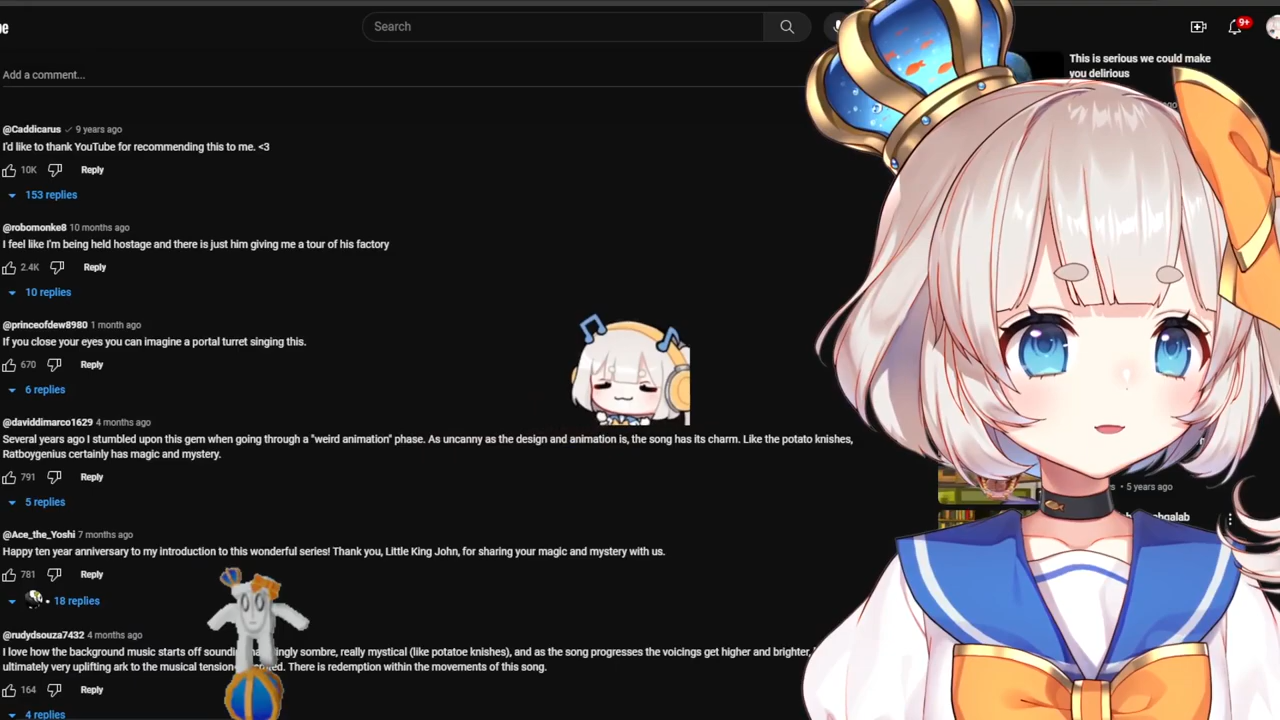 be
Search
9+
Add a comment...
This is serious we could make
you delirious
@Caddicarus 9 years ago
I'd like to thank YouTube for recommending this to me. <3
10K Reply
153 replies
@robomonke8 10 months ago
I feel like I'm being held hostage and there is just him giving me a tour of his factory
2.4K Reply
10 replies
@princeofdew8980 1 month ago
If you close your eyes you can imagine a portal turret singing this.
670 Reply
6 replies
@daviddimarco1629 4 months ago
Several years ago I stumbled upon this gem when going through a "weird animation" phase. As uncanny as the design and animation is, the song has its charm. Like the potato knishes,
Ratboygenius certainly has magic and mystery.
791 Reply
5 replies
• 5 years ago
@Ace_the_Yoshi 7 months ago
Happy ten year anniversary to my introduction to this wonderful series! Thank you, Little King John, for sharing your magic and mystery with us.
781 Reply
• 18 replies
@rudydsouza7432 4 months ago
I love how the background music starts off ingly sombre, really mystical (like potatoe knishes), and as the song progresses the voicings get higher and brighter,
ultimately very uplifting ark to the musical tension There is redemption within the movements of this song.
164 Reply
4 replies